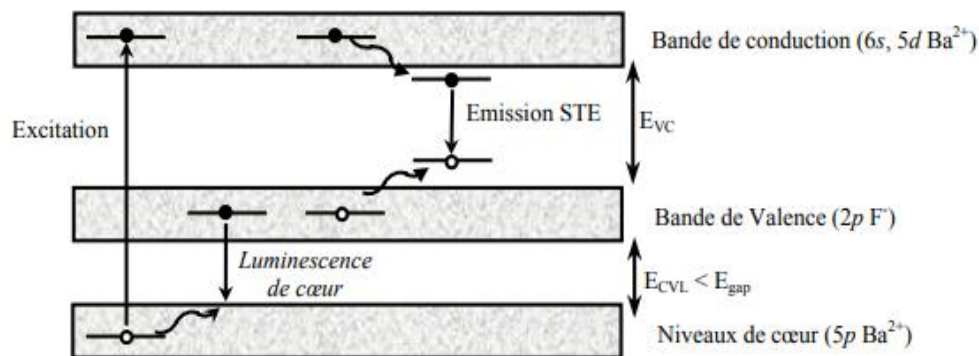 Bande de conduction (6s, 5d Ba²⁺)
Excitation
Emission STE
E_VC
Bande de Valence (2p F⁻)
Luminescence
de cœur
E_CVL < E_gap
Niveaux de cœur (5p Ba²⁺)